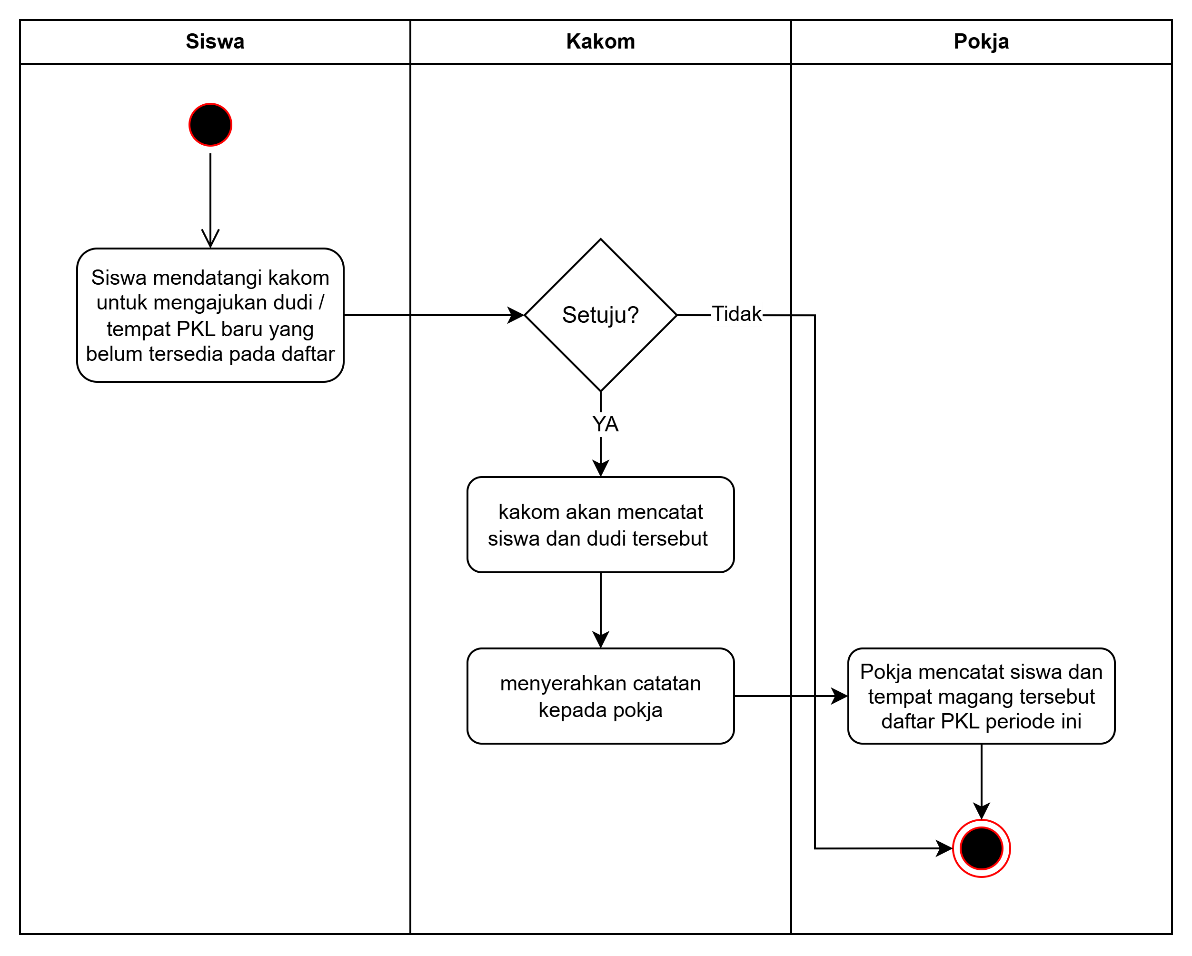 Siswa
Kakom
Pokja
Siswa mendatangi kakom
untuk mengajukan dudi /
tempat PKL baru yang
belum tersedia pada daftar
Setuju?
Tidak
YA
kakom akan mencatat
siswa dan dudi tersebut
menyerahkan catatan
kepada pokja
Pokja mencatat siswa dan
tempat magang tersebut
daftar PKL periode ini